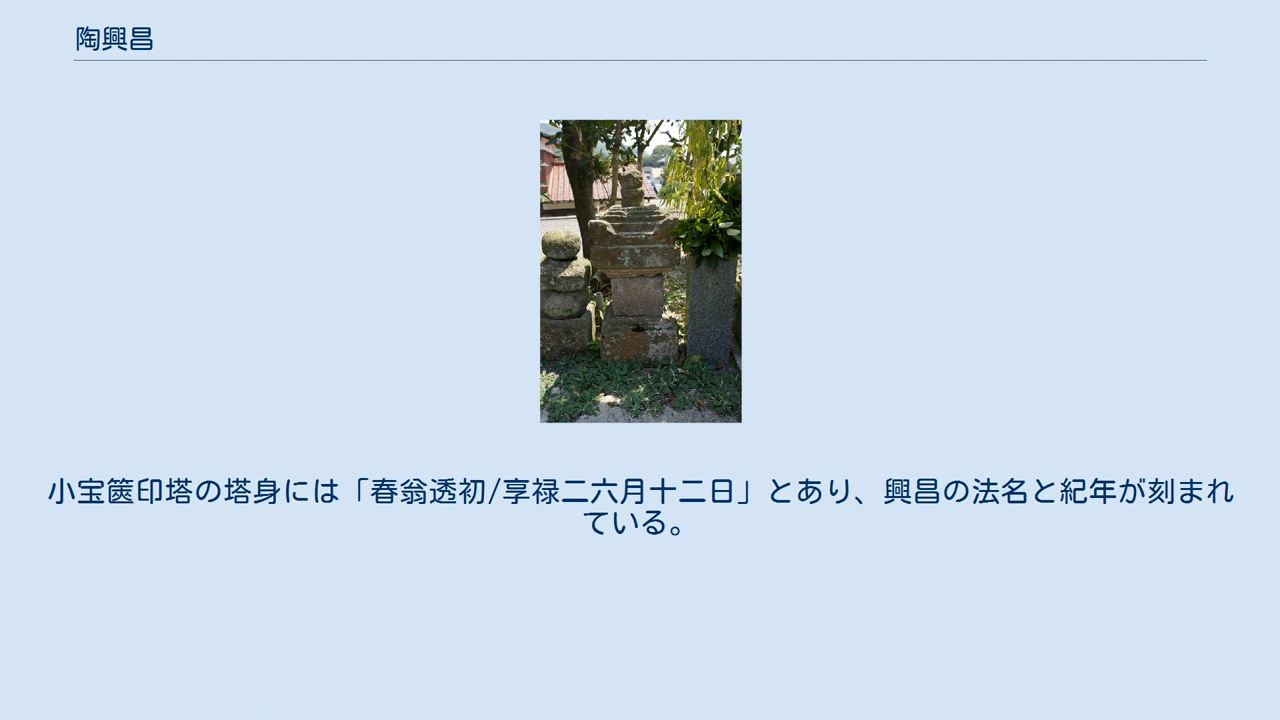 陶興昌
小宝篋印塔の塔身には「春翁透初/享禄二六月十二日」とあり、興昌の法名と紀年が刻まれ
ている。